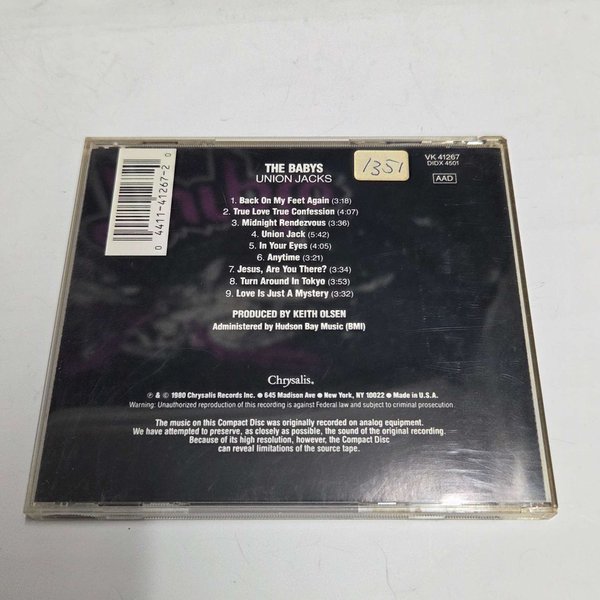 THE BABYS
UNION JACKS
1351
VK 41267
DIDX 4501
AAD
0 4411-41267-2 0
1. Back On My Feet Again (3:18)
2. True Love True Confession (4:07)
3. Midnight Rendezvous (3:36)
4. Union Jack (5:42)
5. In Your Eyes (4:05)
6. Anytime (3:21)
7. Jesus, Are You There? (3:34)
8. Turn Around In Tokyo (3:53)
9. Love Is Just A Mystery (3:32)
PRODUCED BY KEITH OLSEN
Administered by Hudson Bay Music (BMI)
Chrysalis®
℗ & © 1980 Chrysalis Records Inc. ● 645 Madison Ave ● New York, NY 10022 ● Made in U.S.A.
Warning: Unauthorized reproduction of this recording is against Federal law and subject to criminal prosecution.
The music on this Compact Disc was originally recorded on analog equipment.
We have attempted to preserve, as closely as possible, the sound of the original recording.
Because of its high resolution, however, the Compact Disc
can reveal limitations of the source tape.